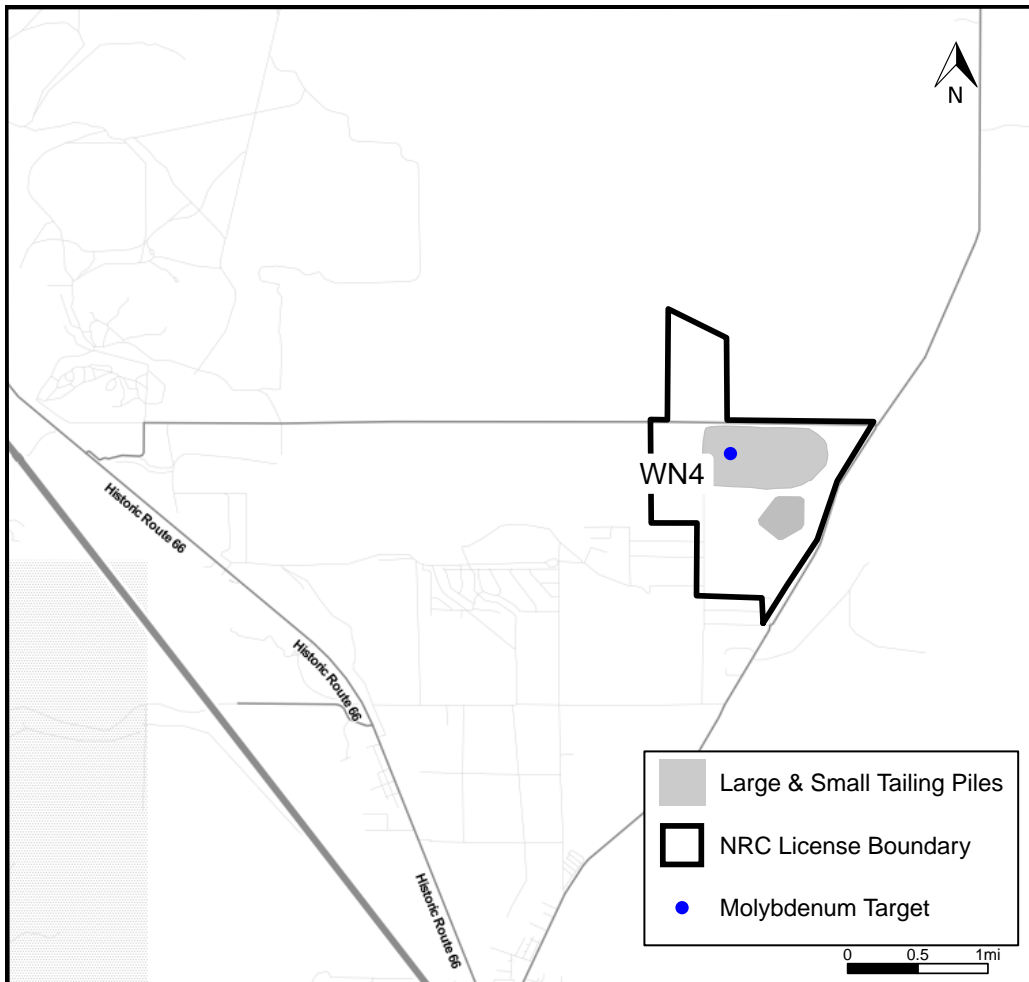 N
WN4
Historic Route 66
Historic Route 66
Historic Route 66
Large & Small Tailing Piles
NRC License Boundary
Molybdenum Target
0 0.5 1mi